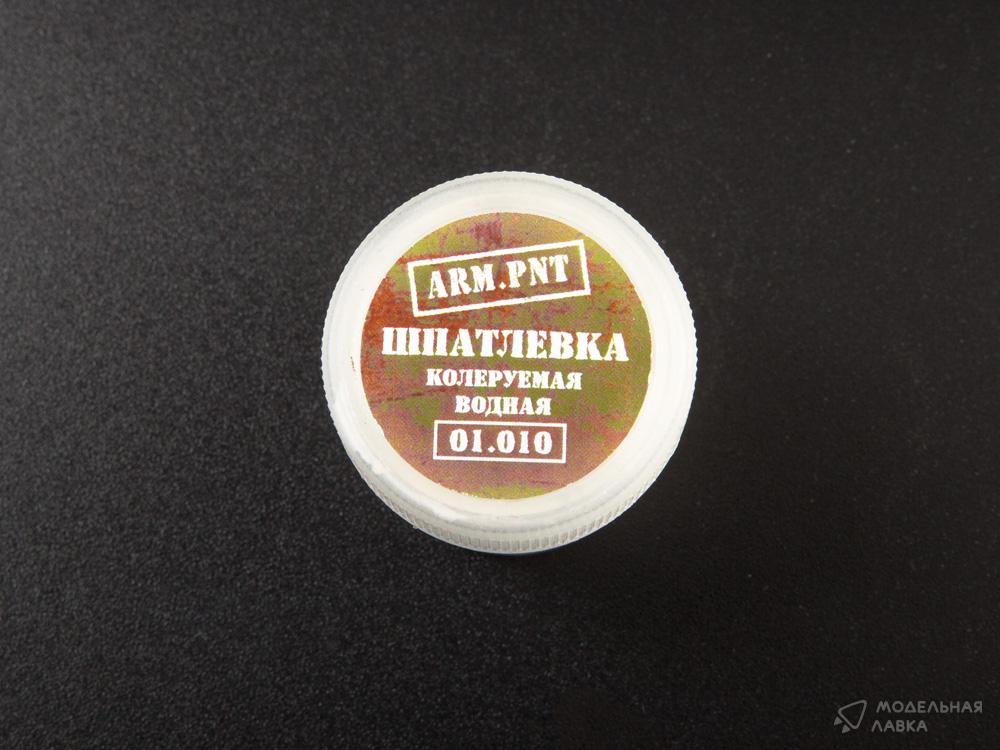 ARM.PNT
ШПАТЛЕВКА
КОЛЕРУЕМАЯ
ВОДНАЯ
01.010
МОДЕЛЬНАЯ
ЛАВКА